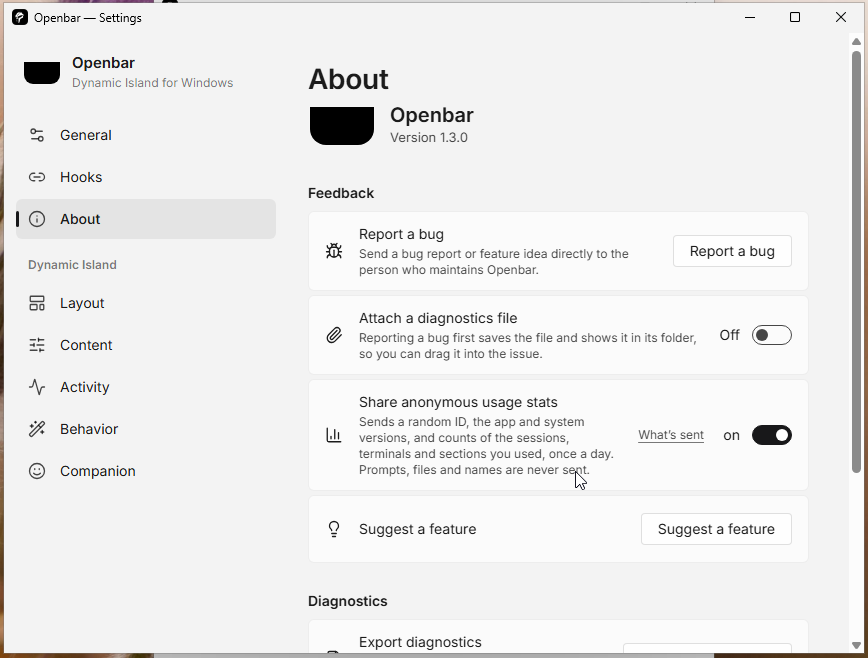 Openbar — Settings
Openbar
Dynamic Island for Windows
General
Hooks
About
Dynamic Island
Layout
Content
Activity
Behavior
Companion
About
Openbar
Version 1.3.0
Feedback
Report a bug
Send a bug report or feature idea directly to the
person who maintains Openbar.
Report a bug
Attach a diagnostics file
Reporting a bug first saves the file and shows it in its folder,
so you can drag it into the issue.
Off
Share anonymous usage stats
Sends a random ID, the app and system
versions, and counts of the sessions,
terminals and sections you used, once a day.
Prompts, files and names are never sent.
What's sent
on
Suggest a feature
Suggest a feature
Diagnostics
Export diagnostics